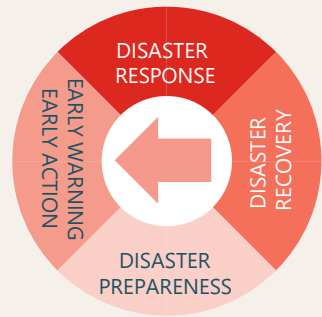 DISASTER
RESPONSE
DISASTER
RECOVERY
DISASTER
PREPARENESS
EARLY WARNING
EARLY ACTION